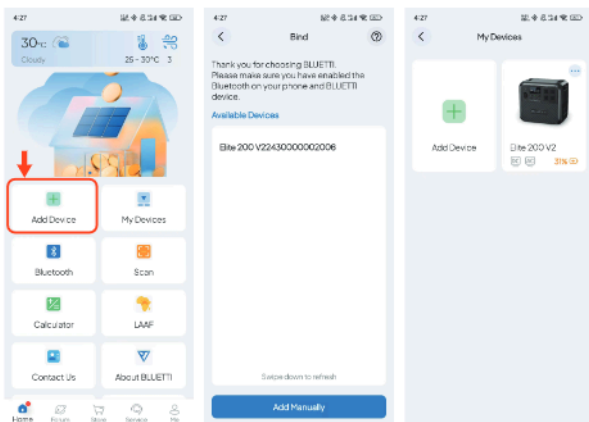 4:27
30°C
Cloudy
25 - 30°C 3
Add Device
My Devices
Bluetooth
Scan
Calculator
LAAF
Contact Us
About BLUETTI
Home
Forum
Store
Service
Me
4:27
Bind
Thank you for choosing BLUETTI.
Please make sure you have enabled the
Bluetooth on your phone and BLUETTI
device.
Available Devices
Elite 200 V22430000002006
Swipe down to refresh
Add Manually
4:27
My Devices
Add Device
Elite 200 V2
DC AC 31%